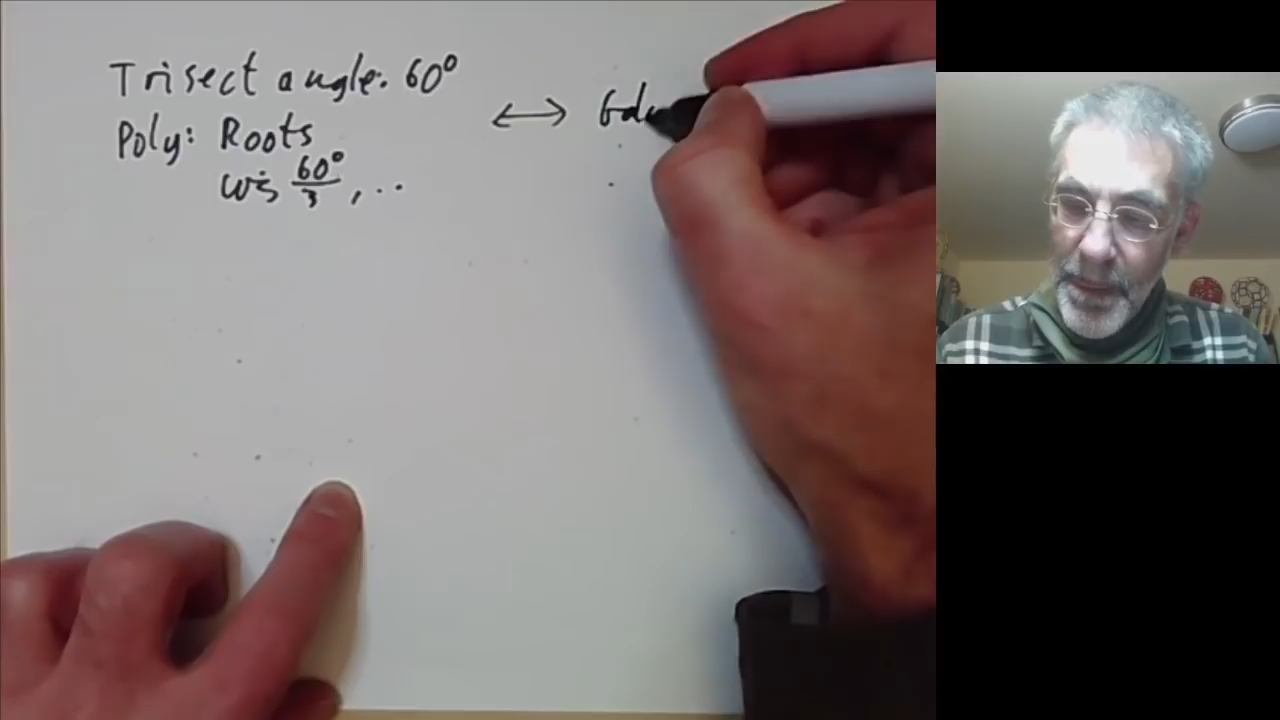 Trisect angle. 60°
Poly: Roots
cos 60°/3 , ..
⟷